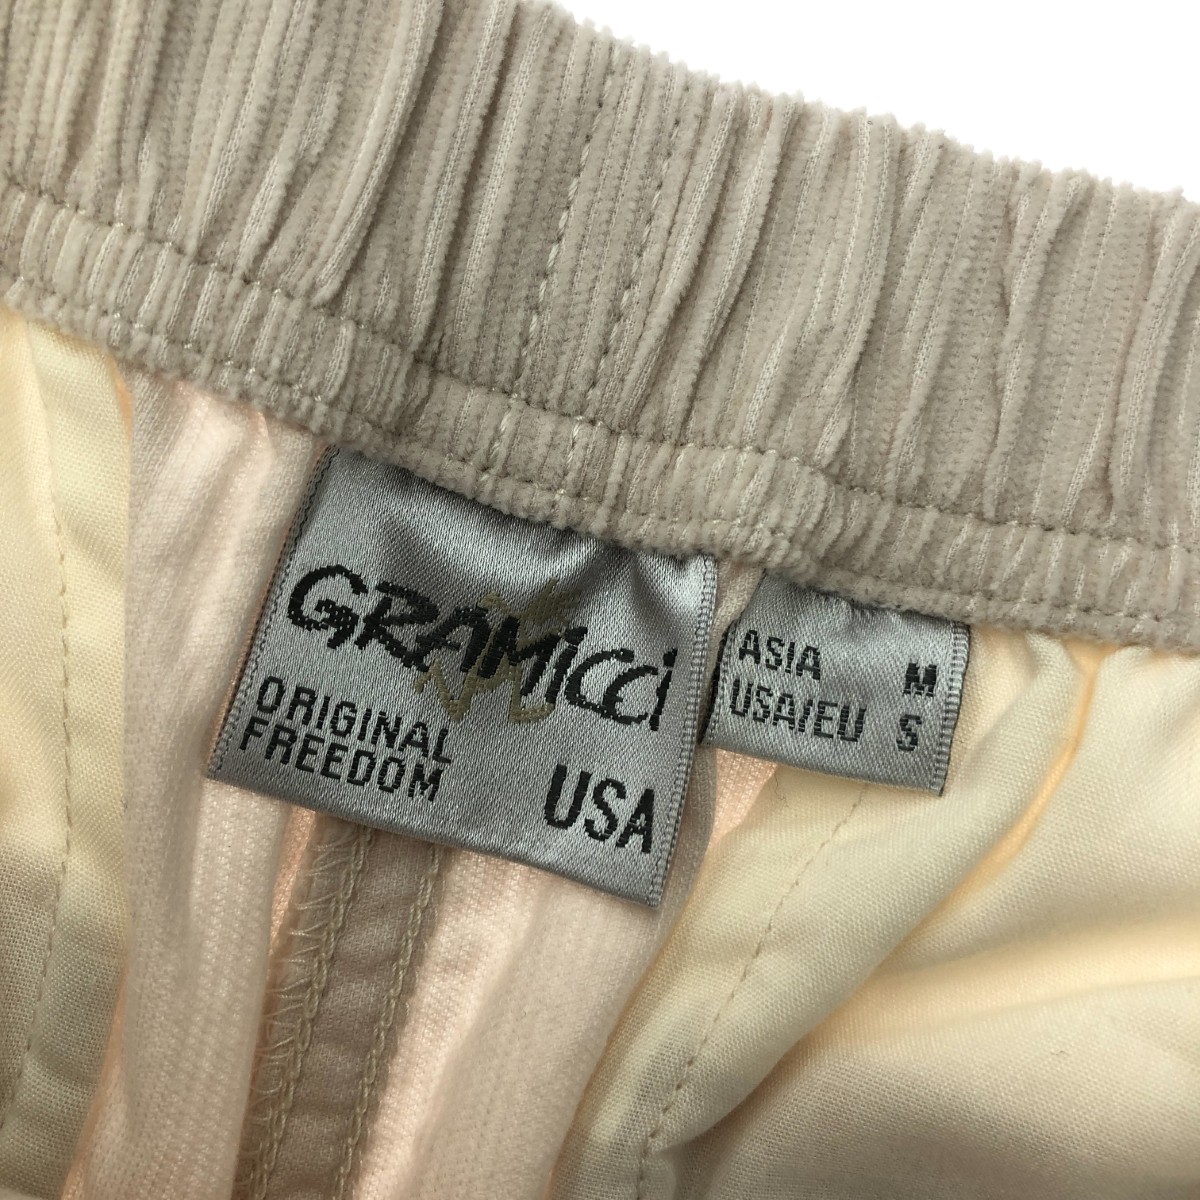 GRAMicci
ORIGINAL
FREEDOM
USA
ASIA M
USA/EU S